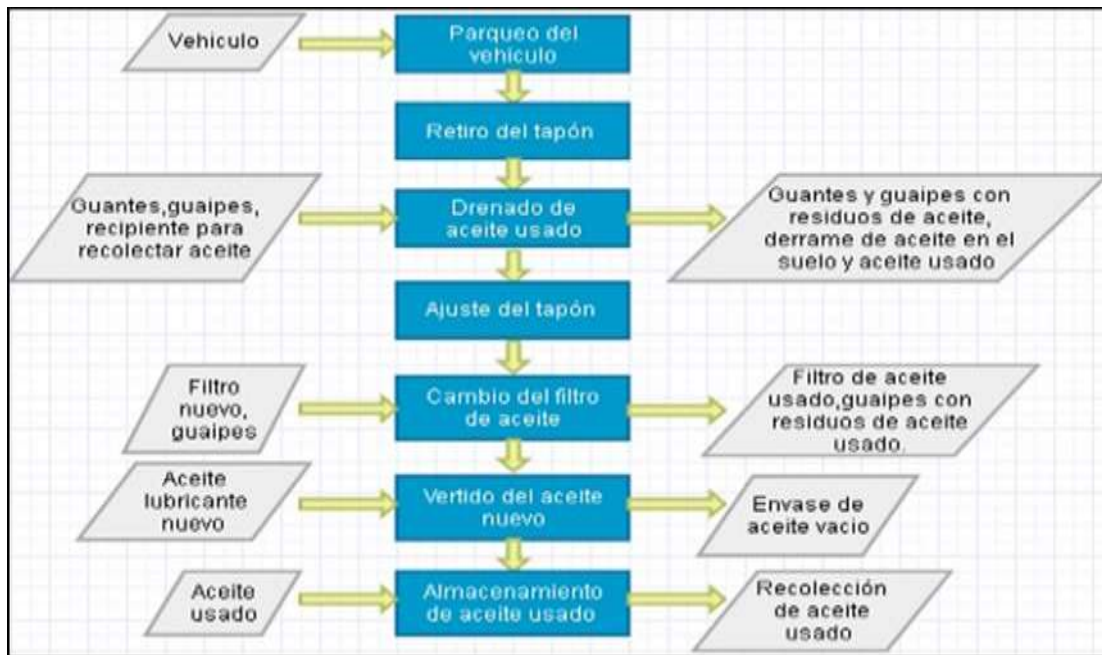 Vehiculo
Parqueo del
vehículo
Retiro del tapón
Guantes,guaipes,
recipiente para
recolectar aceite
Drenado de
aceite usado
Guantes y guaipes con
residuos de aceite,
derrame de aceite en el
suelo y aceite usado
Ajuste del tapón
Filtro
nuevo,
guaipes
Cambio del filtro
de aceite
Filtro de aceite
usado,guaipes con
residuos de aceite
usado.
Aceite
lubricante
nuevo
Vertido del aceite
nuevo
Envase de
aceite vacio
Aceite
usado
Almacenamiento
de aceite usado
Recolección
de aceite
usado